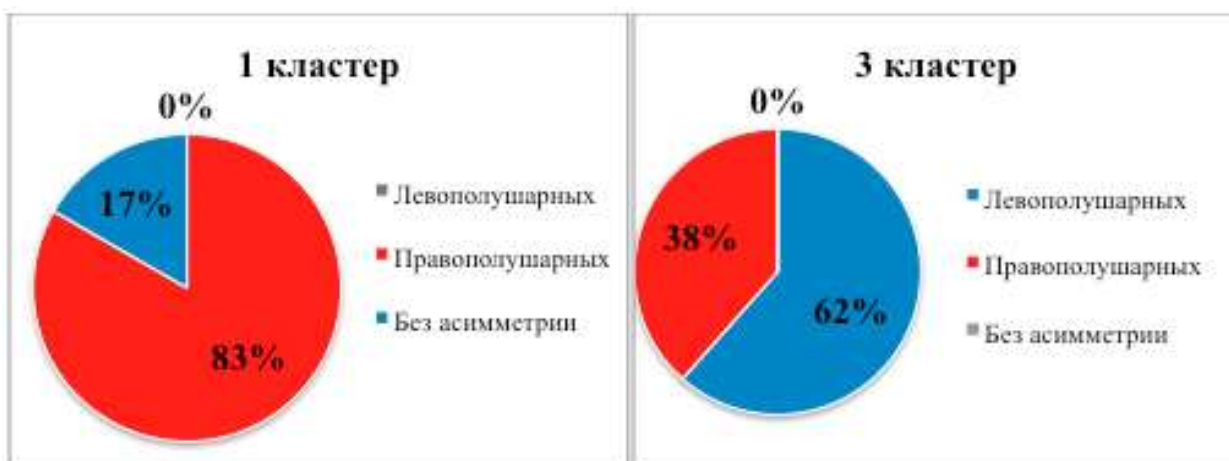 1 кластер
0%
17%
83%
Левополушарных
Правополушарных
Без асимметрии
3 кластер
0%
38%
62%
Левополушарных
Правополушарных
Без асимметрии